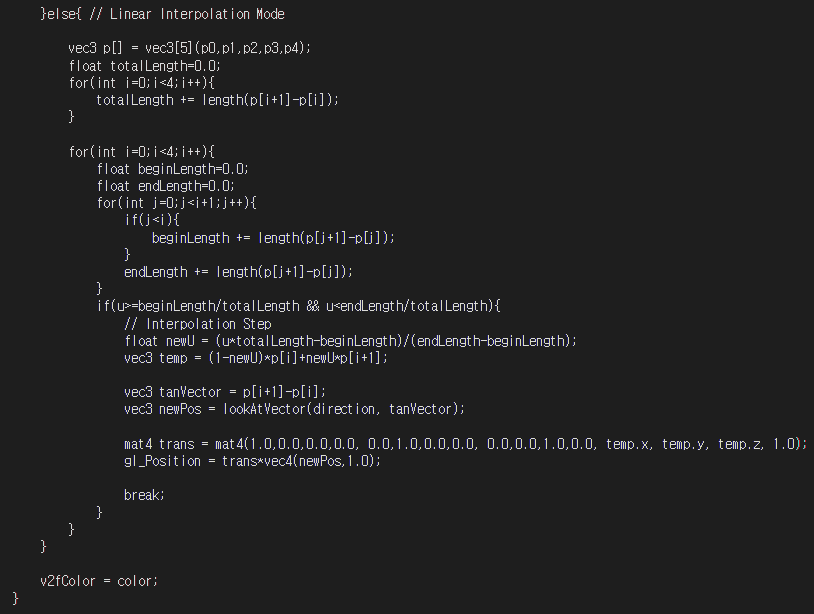 }else{ // Linear Interpolation Mode
vec3 p[] = vec3[5](p0,p1,p2,p3,p4);
float totalLength=0.0;
for(int i=0;i<4;i++){
totalLength += length(p[i+1]-p[i]);
}
for(int i=0;i<4;i++){
float beginLength=0.0;
float endLength=0.0;
for(int j=0;j<i+1;j++){
if(j<i){
beginLength += length(p[j+1]-p[j]);
}
endLength += length(p[j+1]-p[j]);
}
if(u>=beginLength/totalLength && u<endLength/totalLength){
// Interpolation Step
float newU = (u*totalLength-beginLength)/(endLength-beginLength);
vec3 temp = (1-newU)*p[i]+newU*p[i+1];
vec3 tanVector = p[i+1]-p[i];
vec3 newPos = lookAtVector(direction, tanVector);
mat4 trans = mat4(1.0,0.0,0.0,0.0, 0.0,1.0,0.0,0.0, 0.0,0.0,1.0,0.0, temp.x, temp.y, temp.z, 1.0);
gl_Position = trans*vec4(newPos,1.0);
break;
}
}
}
v2fColor = color;
}